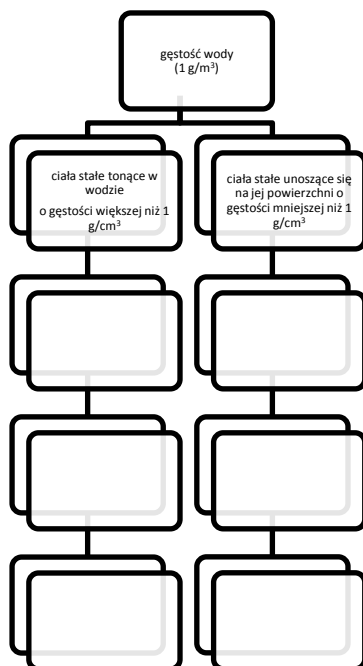 gęstość wody
(1 g/m³)
ciała stałe tonące w
wodzie
o gęstości większej niż 1
g/cm³
ciała stałe unoszące się
na jej powierzchni o
gęstości mniejszej niż 1
g/cm³